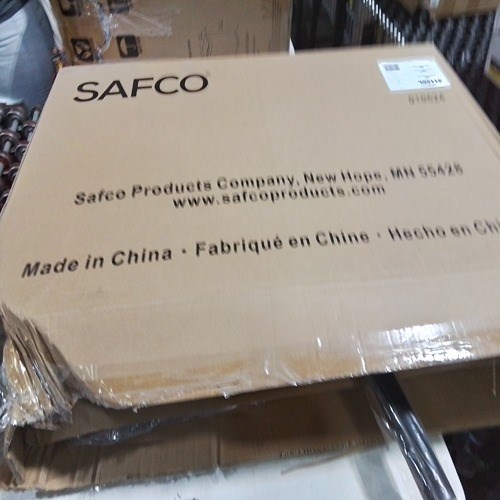 SAFCO
Safco Products Company, New Hope, MN 55428
www.safcoproducts.com
Made in China • Fabriqué en Chine • Hecho en Chi